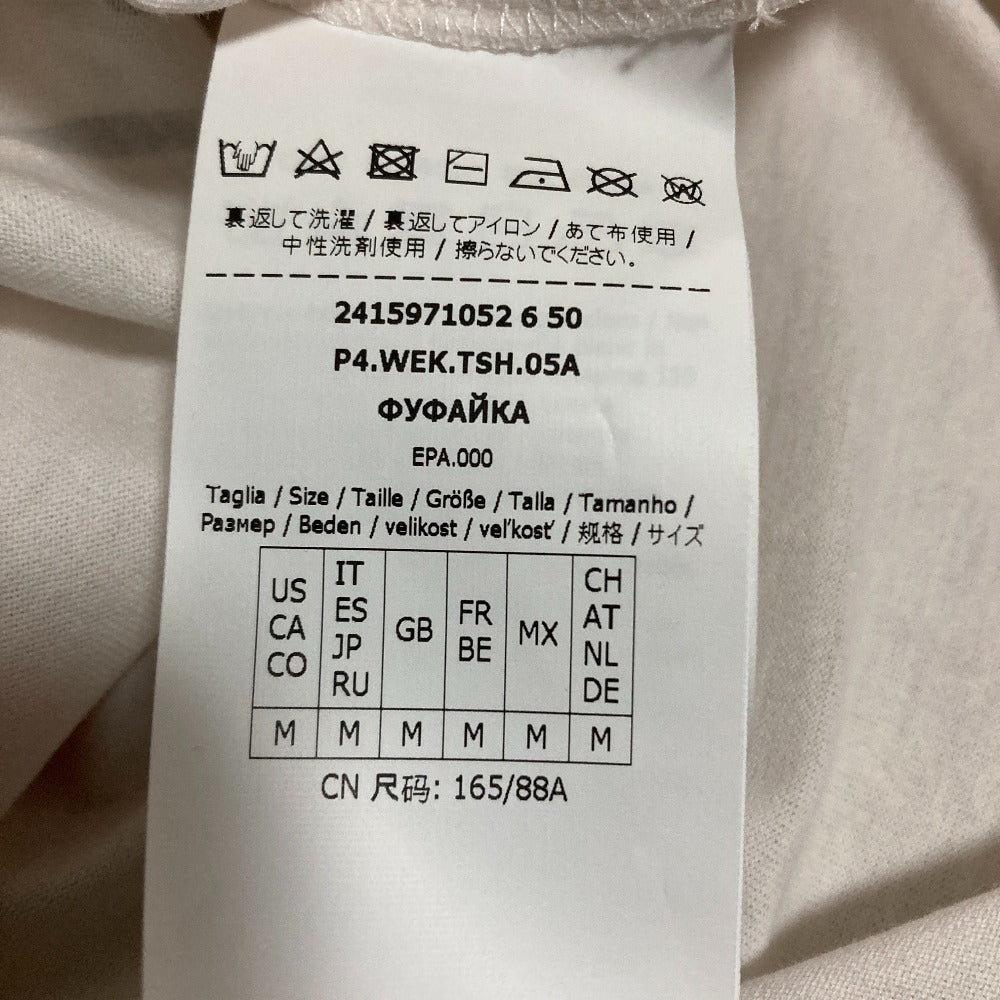 裏返して洗濯 / 裏返してアイロン / あて布使用 /
中性洗剤使用 / 擦らないでください。
2415971052 6 50
P4.WEK.TSH.05A
ФУФАЙКА
EPA.000
Taglia / Size / Taille / Größe / Talla / Tamanho /
Размер / Beden / velikost / veľkosť / 规格 / サイズ
US CA CO
IT ES JP RU
GB
FR BE
MX
CH AT NL DE
M M M M M M
CN 尺码: 165/88A